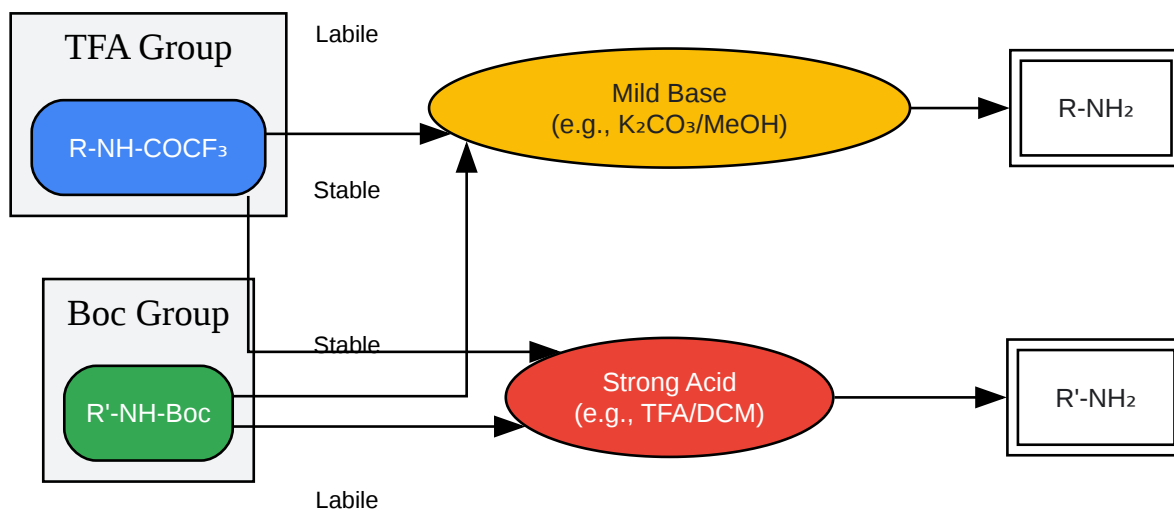 TFA Group
R-NH-COCF₃
Labile
Mild Base
(e.g., K₂CO₃/MeOH)
R-NH₂
Stable
Boc Group
R'-NH-Boc
Stable
Strong Acid
(e.g., TFA/DCM)
R'-NH₂
Labile